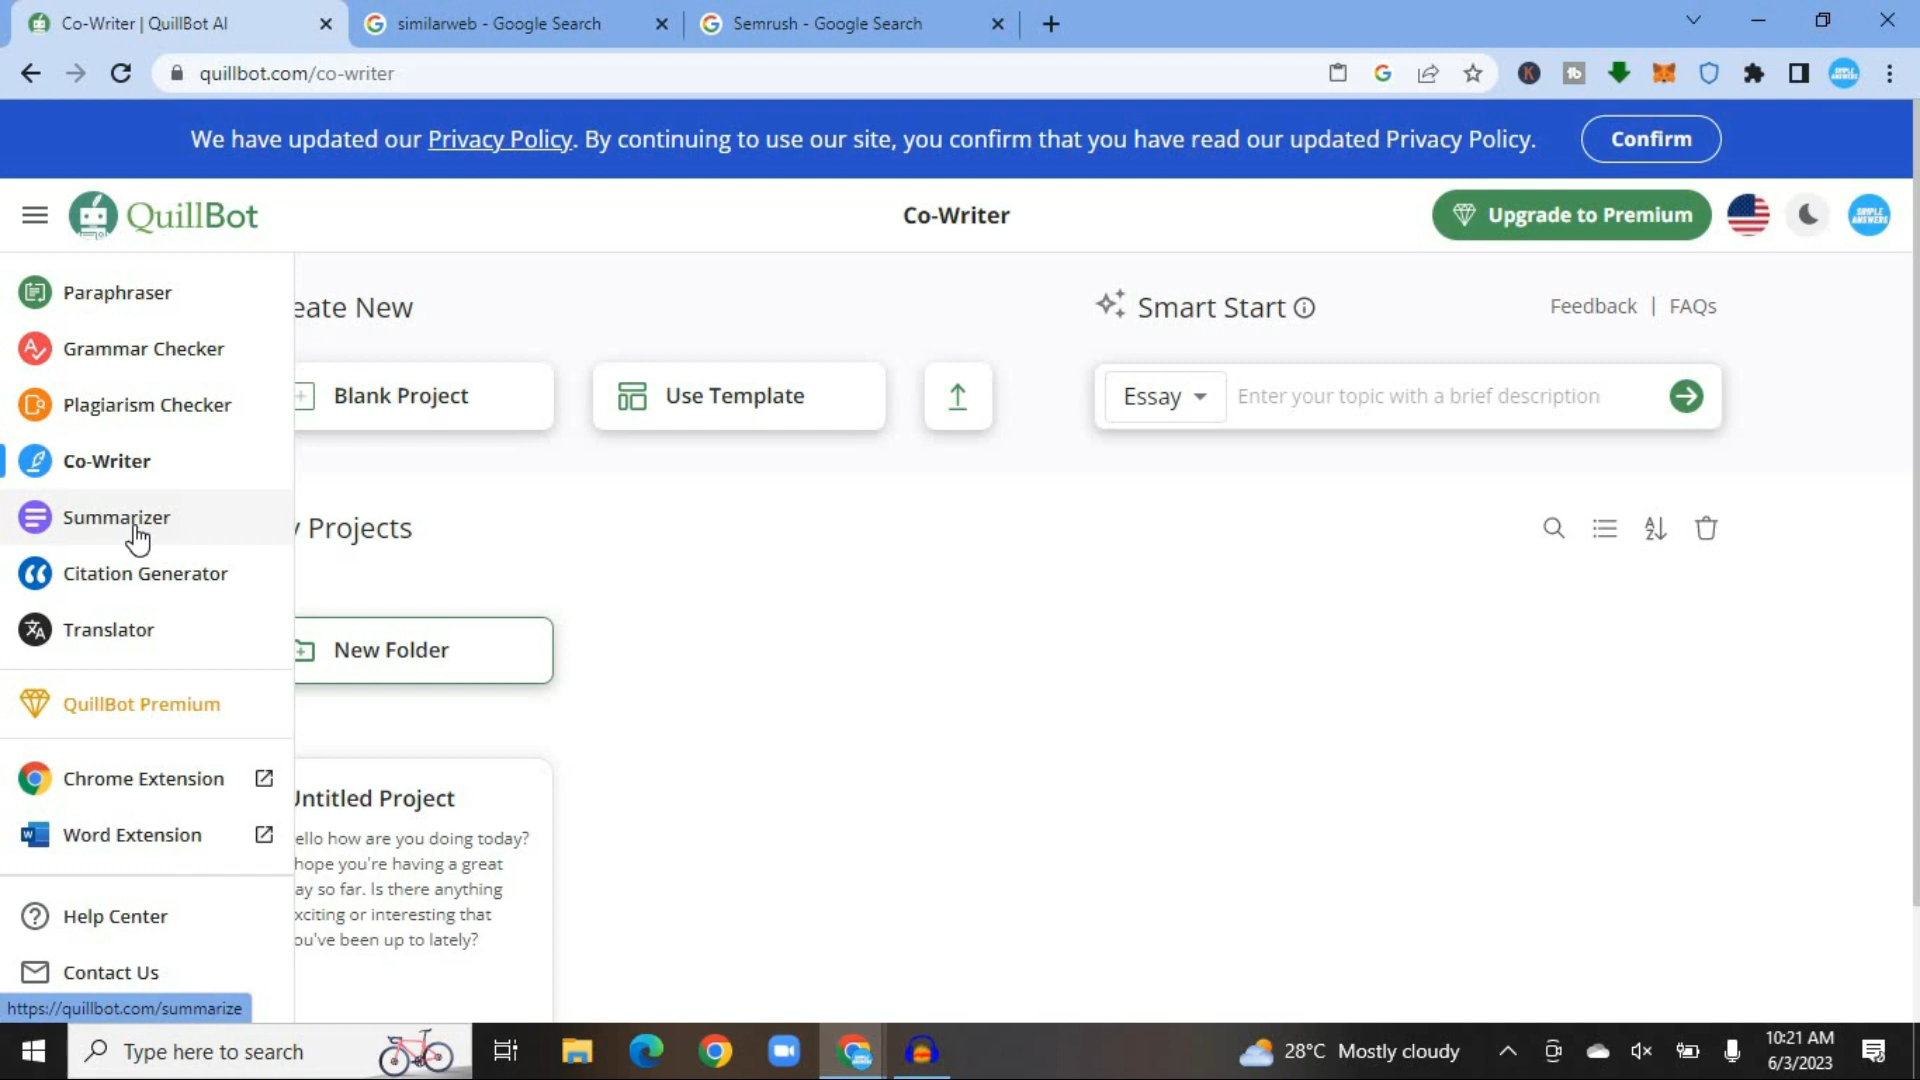 Co-Writer | QuillBot AI
similarweb - Google Search
Semrush - Google Search
quillbot.com/co-writer
We have updated our Privacy Policy. By continuing to use our site, you confirm that you have read our updated Privacy Policy.
Confirm
QuillBot
Co-Writer
Upgrade to Premium
SIMPLE ANSWERS
Paraphraser
Grammar Checker
Plagiarism Checker
Co-Writer
Summarizer
Citation Generator
Translator
QuillBot Premium
Chrome Extension
Word Extension
Help Center
Contact Us
https://quillbot.com/summarize
eate New
Blank Project
Use Template
Smart Start
Feedback | FAQs
Essay
Enter your topic with a brief description
Projects
New Folder
Untitled Project
ello how are you doing today?
hope you're having a great
ay so far. Is there anything
xciting or interesting that
ou've been up to lately?
Type here to search
28°C Mostly cloudy
10:21 AM
6/3/2023